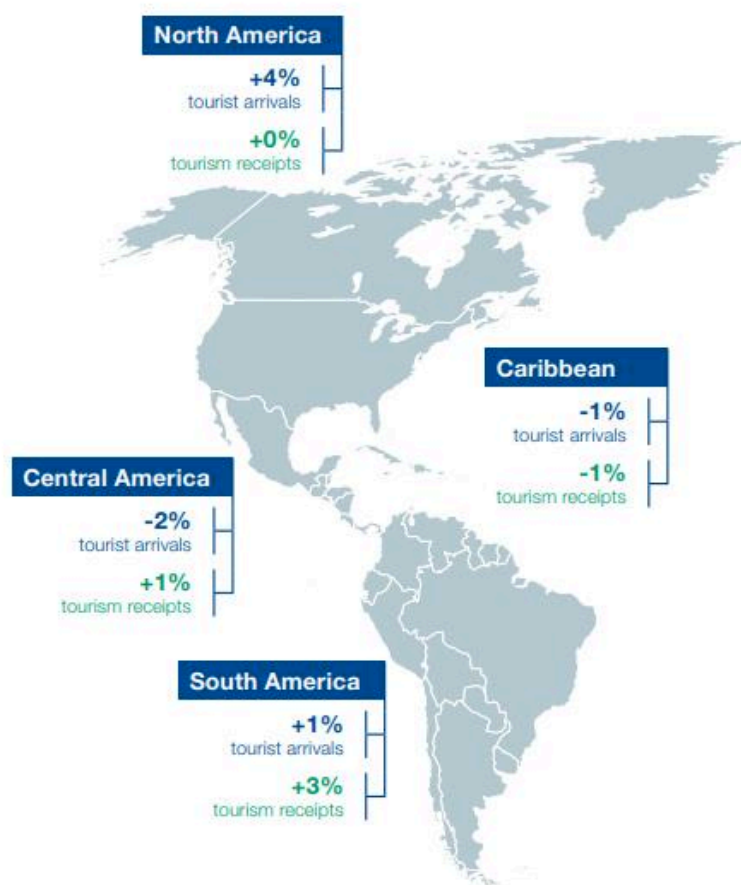 North America
+4%
tourist arrivals
+0%
tourism receipts
Caribbean
-1%
tourist arrivals
-1%
tourism receipts
Central America
-2%
tourist arrivals
+1%
tourism receipts
South America
+1%
tourist arrivals
+3%
tourism receipts